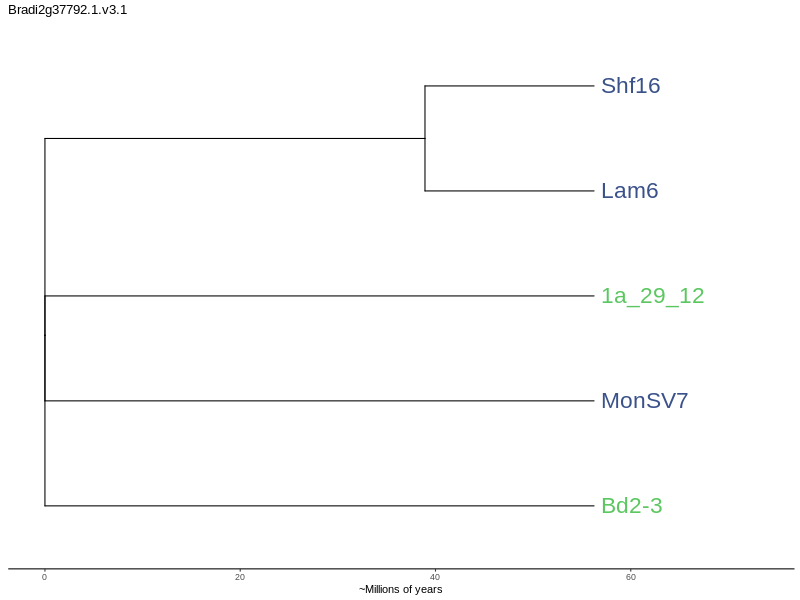 Bradi2g37792.1.v3.1
Shf16
Lam6
1a_29_12
MonSV7
Bd2-3
0 20 40 60
~Millions of years